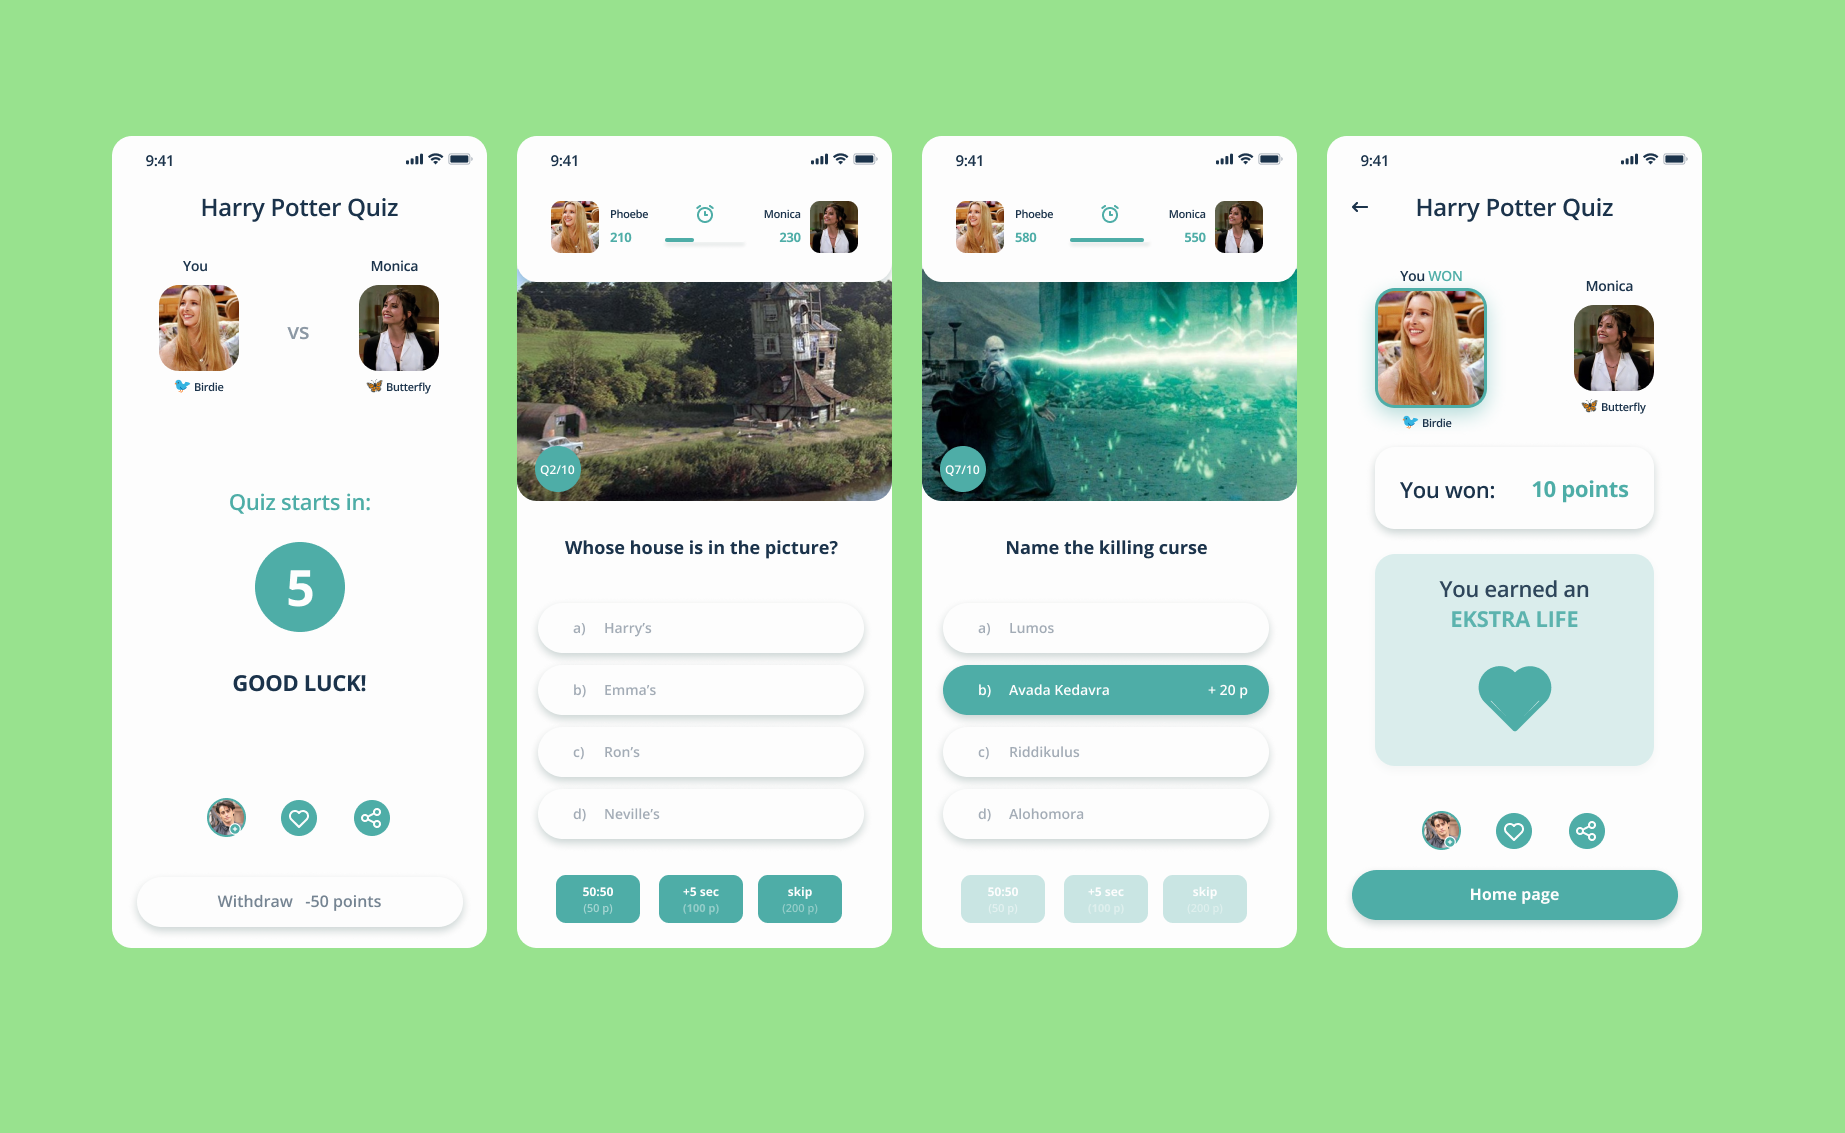 9:41
Harry Potter Quiz
You
Monica
VS
Birdie
Butterfly
Quiz starts in:
5
GOOD LUCK!
Withdraw -50 points
9:41
Phoebe
210
Monica
230
Q2/10
Whose house is in the picture?
a) Harry’s
b) Emma’s
c) Ron’s
d) Neville’s
50:50
(50 p)
+5 sec
(100 p)
skip
(200 p)
9:41
Phoebe
580
Monica
550
Q7/10
Name the killing curse
a) Lumos
b) Avada Kedavra + 20 p
c) Riddikulus
d) Alohomora
50:50
(50 p)
+5 sec
(100 p)
skip
(200 p)
9:41
Harry Potter Quiz
You WON
Monica
Birdie
Butterfly
You won: 10 points
You earned an
EKSTRA LIFE
Home page